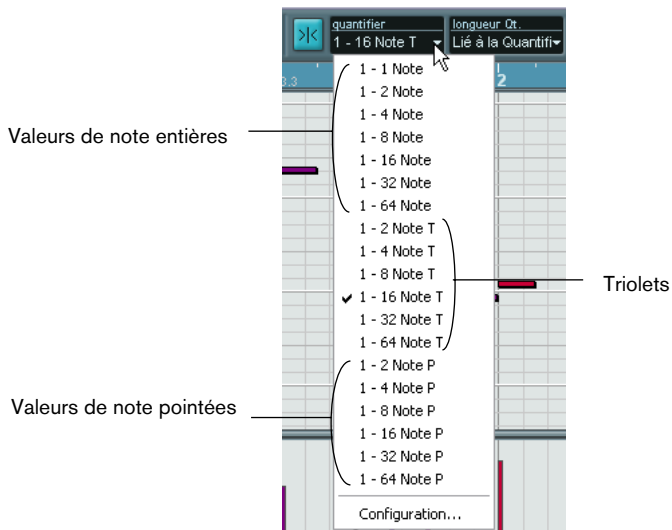 quantifier
longueur Qt.
1 - 16 Note T
Lié à la Quantifi
3.3
2
1 - 1 Note
1 - 2 Note
1 - 4 Note
1 - 8 Note
1 - 16 Note
1 - 32 Note
1 - 64 Note
1 - 2 Note T
1 - 4 Note T
1 - 8 Note T
1 - 16 Note T
1 - 32 Note T
1 - 64 Note T
1 - 2 Note P
1 - 4 Note P
1 - 8 Note P
1 - 16 Note P
1 - 32 Note P
1 - 64 Note P
Configuration...
Valeurs de note entières
Triolets
Valeurs de note pointées